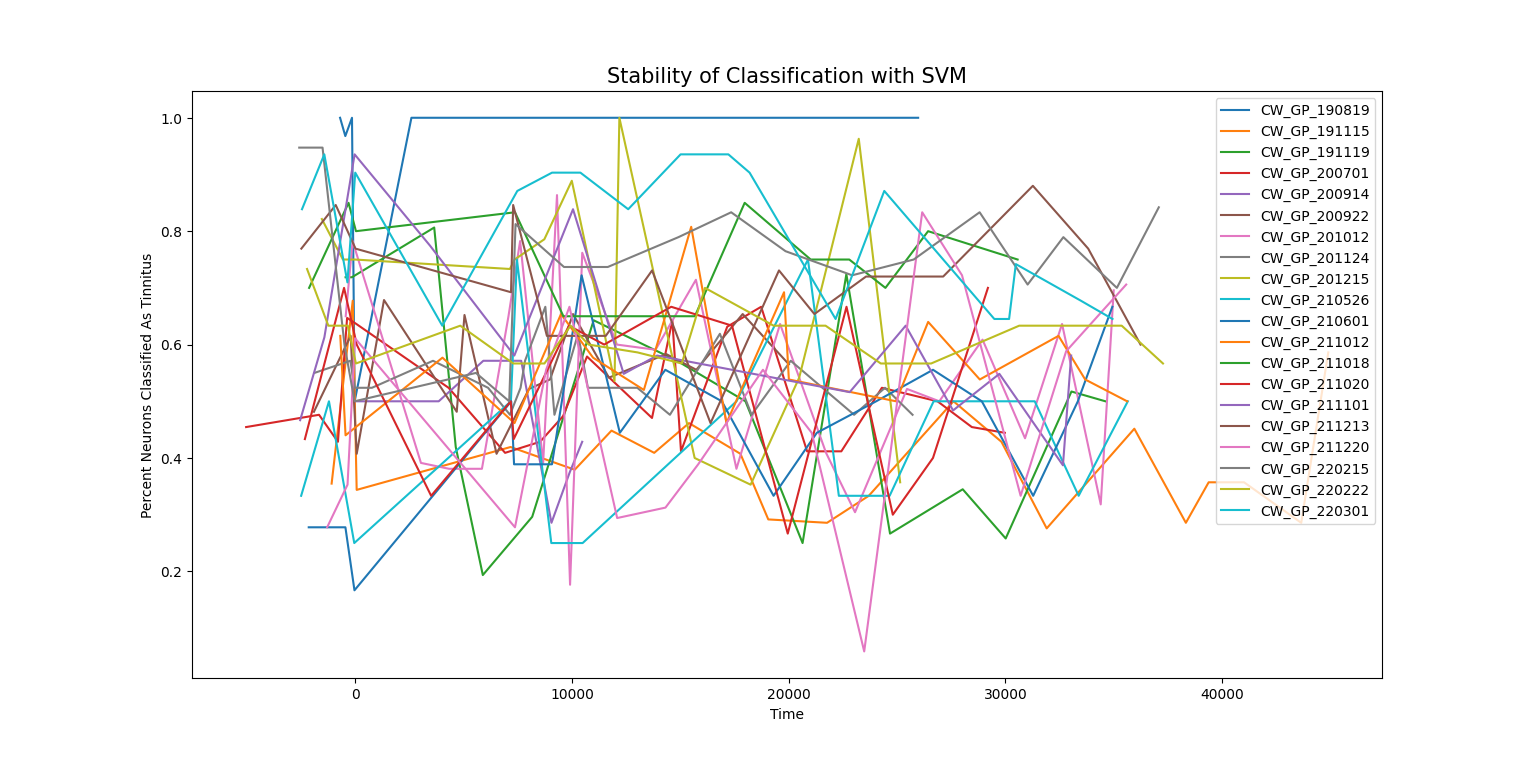 Stability of Classification with SVM
Percent Neurons Classified As Tinnitus
1.0
0.8
0.6
0.4
0.2
0
10000
20000
30000
40000
Time
CW_GP_190819
CW_GP_191115
CW_GP_191119
CW_GP_200701
CW_GP_200914
CW_GP_200922
CW_GP_201012
CW_GP_201124
CW_GP_201215
CW_GP_210526
CW_GP_210601
CW_GP_211012
CW_GP_211018
CW_GP_211020
CW_GP_211101
CW_GP_211213
CW_GP_211220
CW_GP_220215
CW_GP_220222
CW_GP_220301